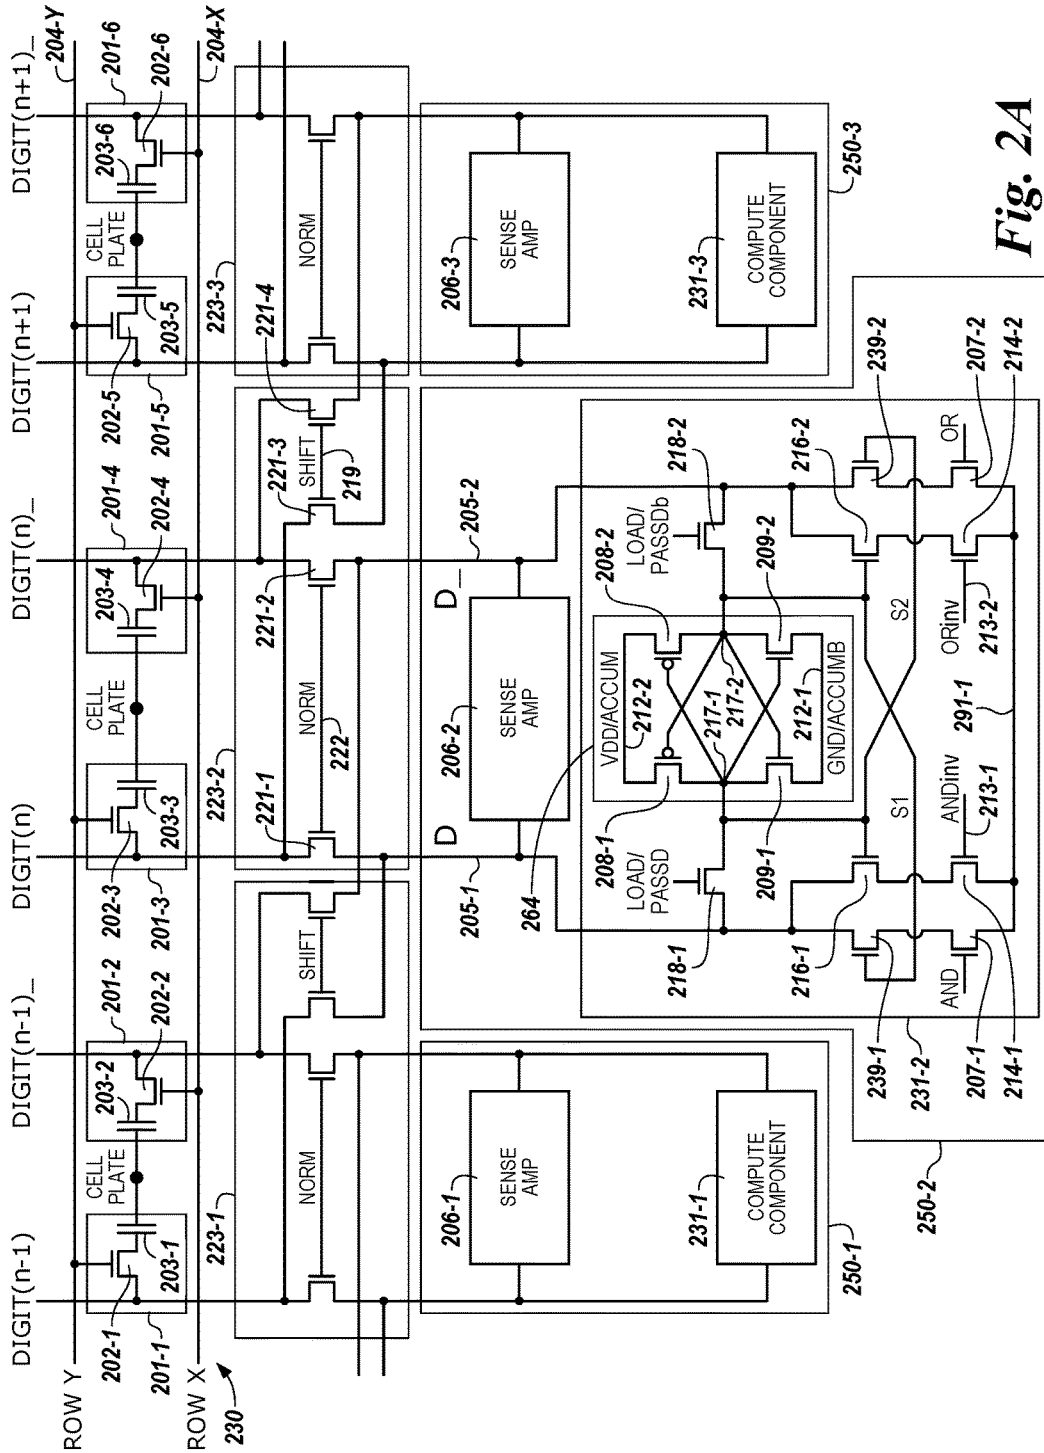 DIGIT(n-1)
DIGIT(n-1)_
DIGIT(n)
DIGIT(n)_
DIGIT(n+1)
DIGIT(n+1)_
ROW Y
204-Y
202-1
201-1
203-1
CELL
PLATE
203-2
201-2
202-2
202-3
201-3
203-3
CELL
PLATE
203-4
201-4
202-4
202-5
201-5
203-5
CELL
PLATE
203-6
201-6
202-6
ROW X
204-X
230
223-1
NORM
SHIFT
221-1
223-2
NORM
222
221-2
221-3
SHIFT
219
221-4
223-3
NORM
205-1
D
D_
205-2
206-1
SENSE
AMP
206-2
SENSE
AMP
206-3
SENSE
AMP
231-1
COMPUTE
COMPONENT
231-3
COMPUTE
COMPONENT
250-1
250-3
264
208-1
LOAD/
PASSD
VDD/ACCUM
212-2
208-2
LOAD/
PASSDb
218-1
209-1
217-1
217-2
212-1
GND/ACCUMB
209-2
218-2
216-1
S1
S2
216-2
239-1
AND
ANDinv
213-1
ORinv
213-2
OR
239-2
207-1
214-1
291-1
207-2
214-2
231-2
250-2
Fig. 2A